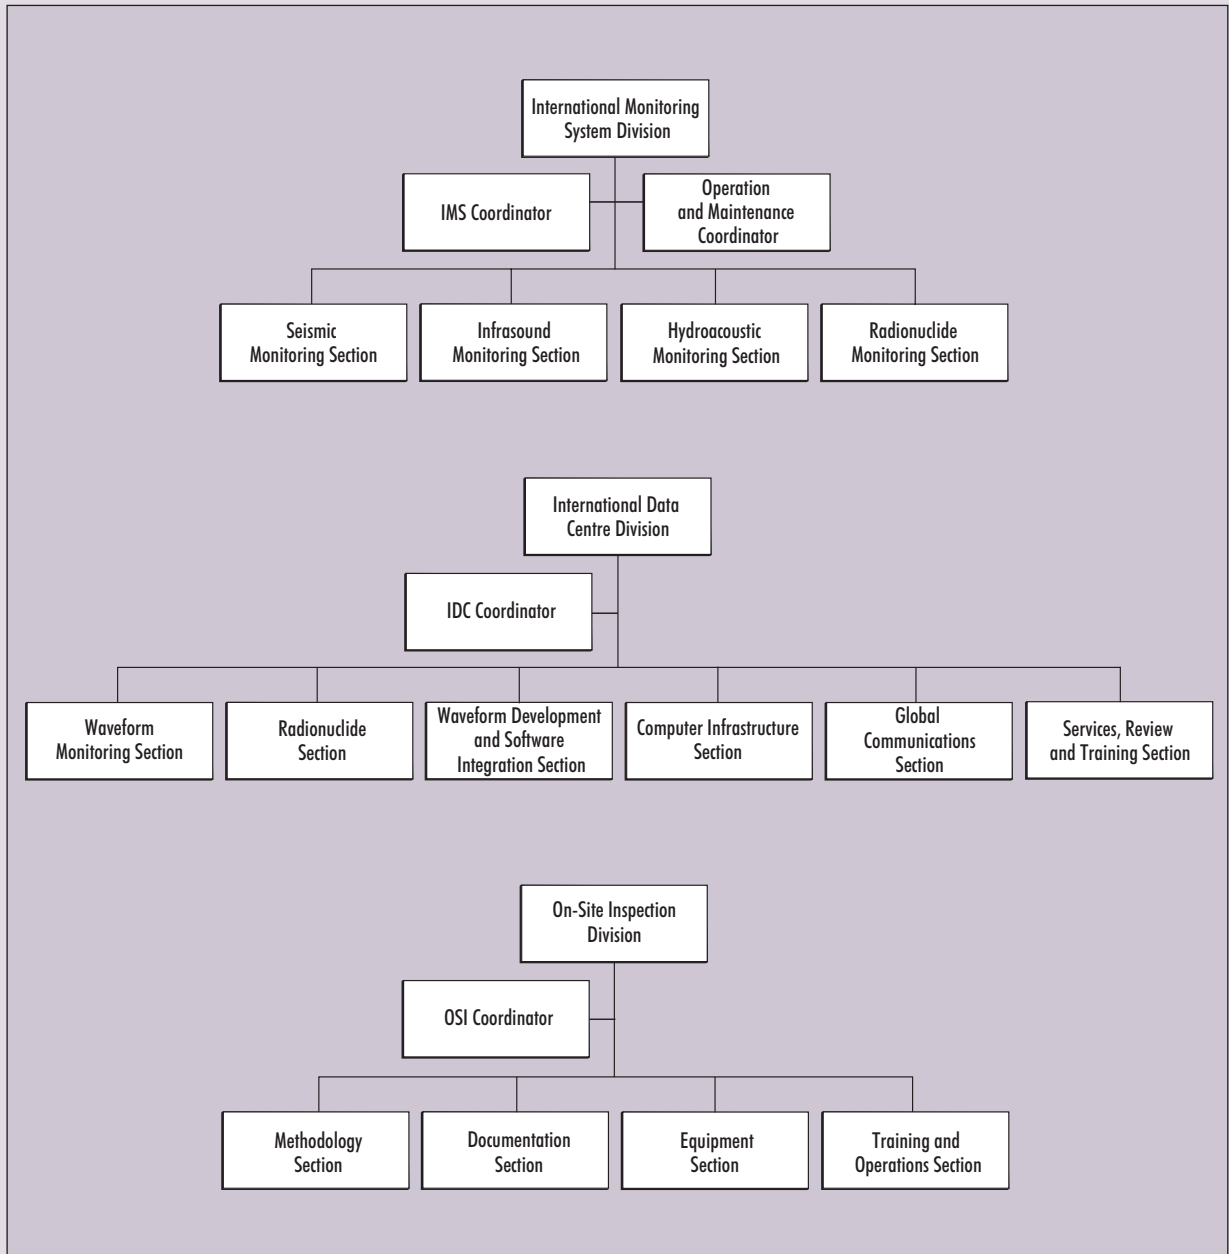 International Monitoring
System Division
IMS Coordinator
Operation
and Maintenance
Coordinator
Seismic
Monitoring Section
Infrasound
Monitoring Section
Hydroacoustic
Monitoring Section
Radionuclide
Monitoring Section
International Data
Centre Division
IDC Coordinator
Waveform
Monitoring Section
Radionuclide
Section
Waveform Development
and Software
Integration Section
Computer Infrastructure
Section
Global
Communications
Section
Services, Review
and Training Section
On-Site Inspection
Division
OSI Coordinator
Methodology
Section
Documentation
Section
Equipment
Section
Training and
Operations Section